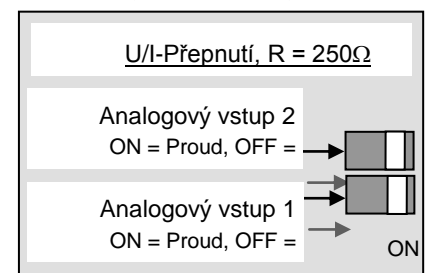 U/I-Přepnutí, R = 250Ω
Analogový vstup 2
ON = Proud, OFF =
Analogový vstup 1
ON = Proud, OFF =
ON